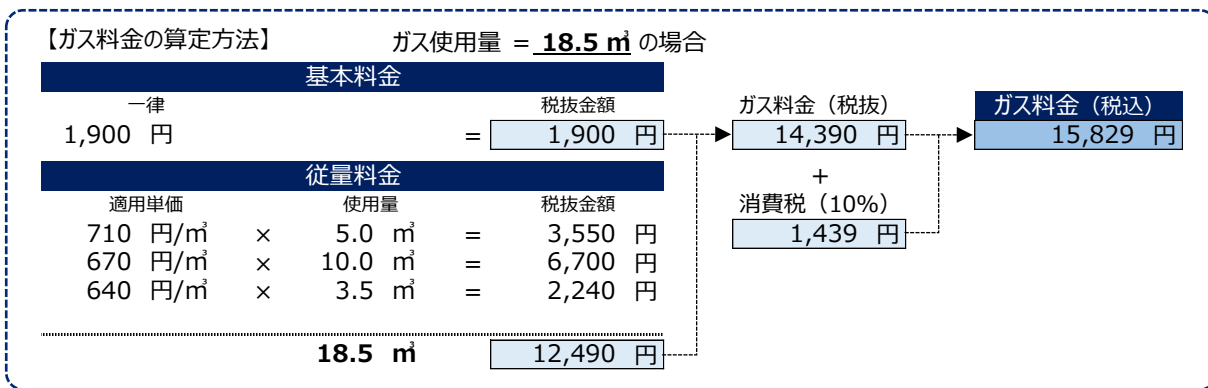 【ガス料金の算定方法】 ガス使用量 = 18.5 ㎥ の場合
基本料金
一律 税抜金額
1,900 円 = 1,900 円
従量料金
適用単価 使用量 税抜金額
710 円/㎥ × 5.0 ㎥ = 3,550 円
670 円/㎥ × 10.0 ㎥ = 6,700 円
640 円/㎥ × 3.5 ㎥ = 2,240 円
18.5 ㎥ 12,490 円
ガス料金（税抜）
14,390 円
+
消費税（10%）
1,439 円
ガス料金（税込）
15,829 円